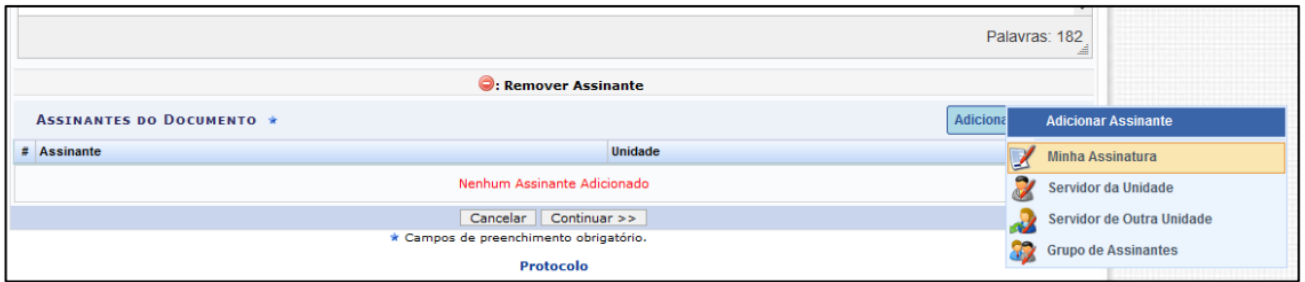 Palavras: 182
: Remover Assinante
ASSINANTES DO DOCUMENTO
Adiciona
# Assinante Unidade
Nenhum Assinante Adicionado
Cancelar Continuar >>
Campos de preenchimento obrigatório.
Protocolo
Adicionar Assinante
Minha Assinatura
Servidor da Unidade
Servidor de Outra Unidade
Grupo de Assinantes